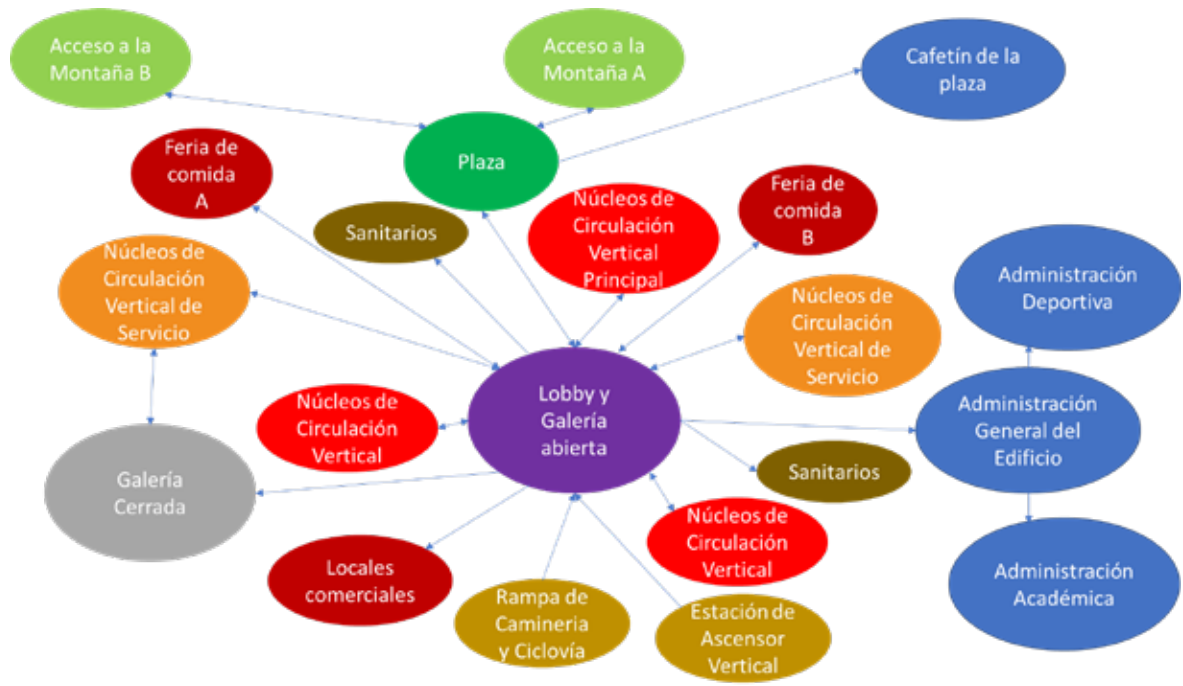 Acceso a la
Montaña B
Acceso a la
Montaña A
Cafetín de la
plaza
Plaza
Feria de
comida
A
Sanitarios
Núcleos de
Circulación
Vertical
Principal
Feria de
comida
B
Núcleos de
Circulación
Vertical de
Servicio
Núcleos de
Circulación
Vertical de
Servicio
Administración
Deportiva
Lobby y
Galería
abierta
Núcleos de
Circulación
Vertical
Administración
General del
Edificio
Galería
Cerrada
Sanitarios
Núcleos de
Circulación
Vertical
Locales
comerciales
Rampa de
Camineria
y Ciclovía
Estación de
Ascensor
Vertical
Administración
Académica